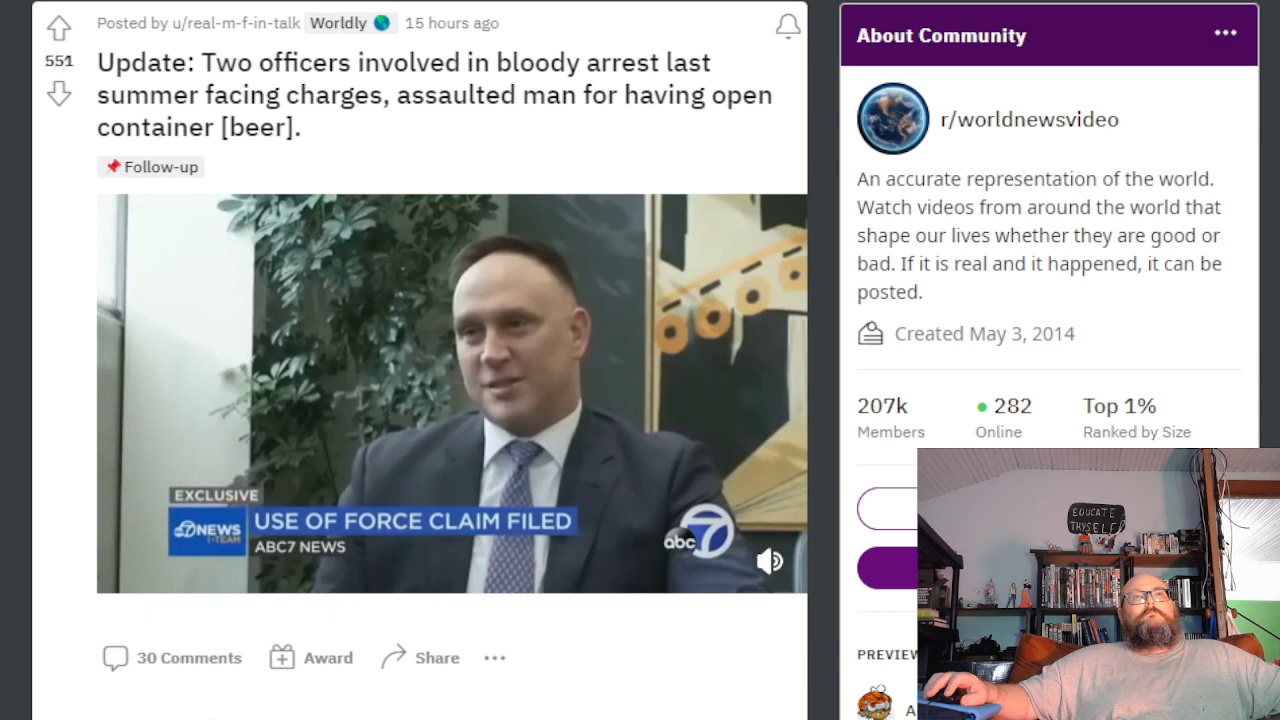 Posted by u/real-m-f-in-talk Worldly 15 hours ago
551
Update: Two officers involved in bloody arrest last
summer facing charges, assaulted man for having open
container [beer].
Follow-up
EXCLUSIVE
7NEWS
I-TEAM
USE OF FORCE CLAIM FILED
ABC7 NEWS
abc 7
30 Comments
Award
Share
About Community
r/worldnewsvideo
An accurate representation of the world.
Watch videos from around the world that
shape our lives whether they are good or
bad. If it is real and it happened, it can be
posted.
Created May 3, 2014
207k
282
Top 1%
Members
Online
Ranked by Size
EDUCATE
THYSELF
PREVIEW
A